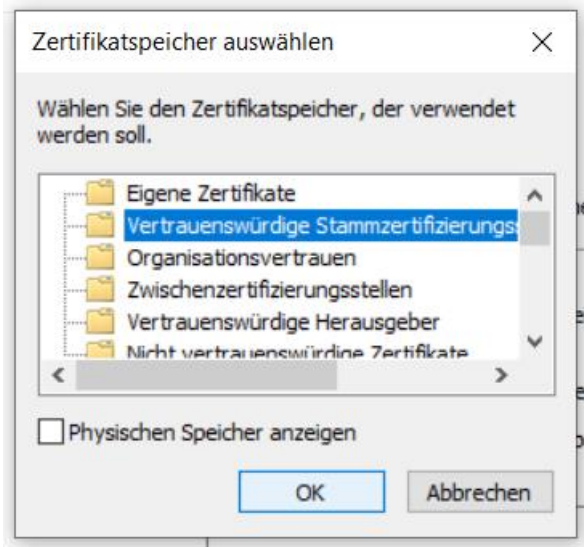 Zertifikatspeicher auswählen
Wählen Sie den Zertifikatspeicher, der verwendet
werden soll.
Eigene Zertifikate
Vertrauenswürdige Stammzertifizierungs
Organisationsvertrauen
Zwischenzertifizierungsstellen
Vertrauenswürdige Herausgeber
Nicht vertrauenswürdige Zertifikate
Physischen Speicher anzeigen
OK
Abbrechen